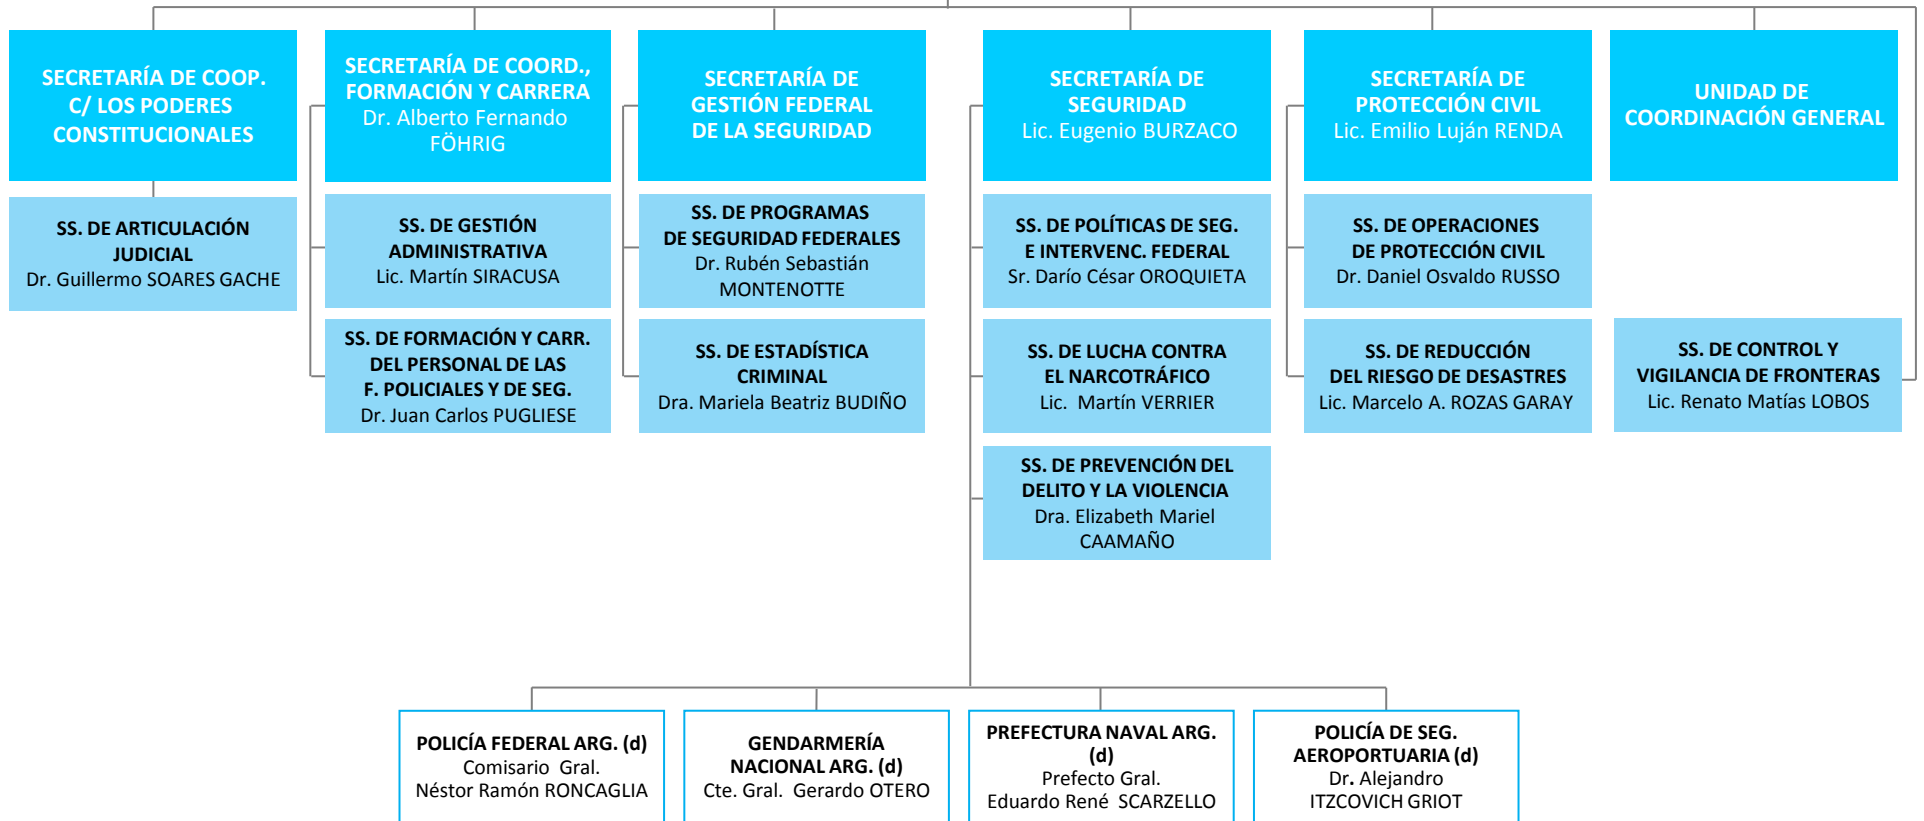 SECRETARÍA DE COOP.
C/ LOS PODERES
CONSTITUCIONALES
SECRETARÍA DE COORD.,
FORMACIÓN Y CARRERA
Dr. Alberto Fernando
FÖHRIG
SECRETARÍA DE
GESTIÓN FEDERAL
DE LA SEGURIDAD
SECRETARÍA DE
SEGURIDAD
Lic. Eugenio BURZACO
SECRETARÍA DE
PROTECCIÓN CIVIL
Lic. Emilio Luján RENDA
UNIDAD DE
COORDINACIÓN GENERAL
SS. DE ARTICULACIÓN
JUDICIAL
Dr. Guillermo SOARES GACHE
SS. DE GESTIÓN
ADMINISTRATIVA
Lic. Martín SIRACUSA
SS. DE PROGRAMAS
DE SEGURIDAD FEDERALES
Dr. Rubén Sebastián
MONTENOTTE
SS. DE POLÍTICAS DE SEG.
E INTERVENC. FEDERAL
Sr. Darío César OROQUIETA
SS. DE OPERACIONES
DE PROTECCIÓN CIVIL
Dr. Daniel Osvaldo RUSSO
SS. DE FORMACIÓN Y CARR.
DEL PERSONAL DE LAS
F. POLICIALES Y DE SEG.
Dr. Juan Carlos PUGLIESE
SS. DE ESTADÍSTICA
CRIMINAL
Dra. Mariela Beatriz BUDIÑO
SS. DE LUCHA CONTRA
EL NARCOTRÁFICO
Lic. Martín VERRIER
SS. DE REDUCCIÓN
DEL RIESGO DE DESASTRES
Lic. Marcelo A. ROZAS GARAY
SS. DE CONTROL Y
VIGILANCIA DE FRONTERAS
Lic. Renato Matías LOBOS
SS. DE PREVENCIÓN DEL
DELITO Y LA VIOLENCIA
Dra. Elizabeth Mariel
CAAMAÑO
POLICÍA FEDERAL ARG. (d)
Comisario Gral.
Néstor Ramón RONCAGLIA
GENDARMERÍA
NACIONAL ARG. (d)
Cte. Gral. Gerardo OTERO
PREFECTURA NAVAL ARG.
(d)
Prefecto Gral.
Eduardo René SCARZELLO
POLICÍA DE SEG.
AEROPORTUARIA (d)
Dr. Alejandro
ITZCOVICH GRIOT